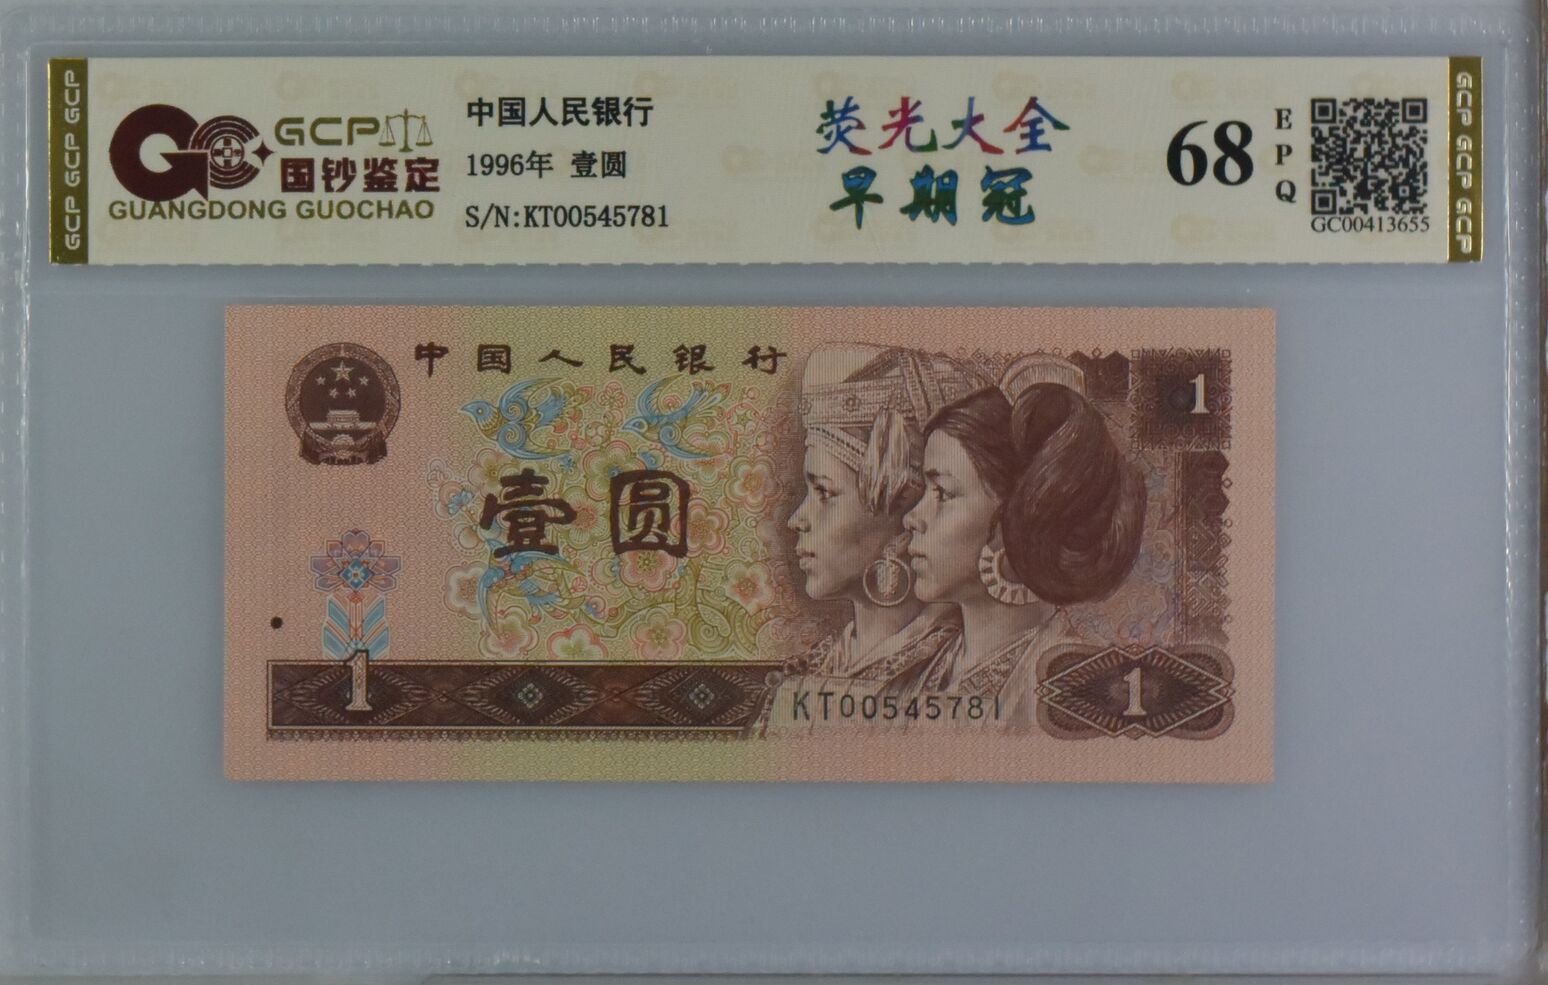 GCP GCP GCP
GCP
国钞鉴定
GUANGDONG GUOCHAO
中国人民银行
1996年 壹圆
S/N:KT00545781
荧光大全
早期冠
68
EPQ
GC00413655
GCP GCP GCP
中国人民银行
1
壹圆
1
KT00545781
1